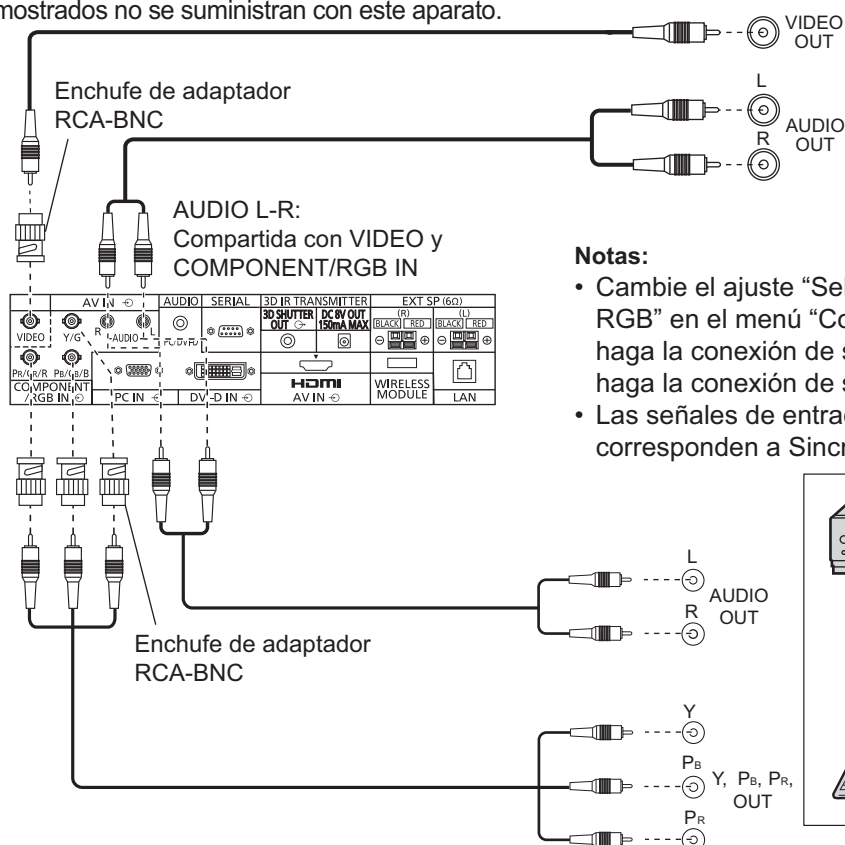 mostrados no se suministran con este aparato.
VIDEO
OUT
Enchufe de adaptador
RCA-BNC
L
R
AUDIO
OUT
AUDIO L-R:
Compartida con VIDEO y
COMPONENT/RGB IN
Notas:
• Cambie el ajuste “Sel
RGB” en el menú “Co
haga la conexión de s
haga la conexión de s
• Las señales de entrad
corresponden a Sincr
AV IN
AUDIO
SERIAL
3D IR TRANSMITTER
EXT SP (6Ω)
3D SHUTTER
OUT
DC 8V OUT
150mA MAX
(R)
BLACK RED
(L)
BLACK RED
VIDEO
Y/G
R
AUDIO
L
PR/CR/R
PB/CB/B
COMPONENT
/RGB IN
PC IN
DVI-D IN
HDMI
AV IN
WIRELESS
MODULE
LAN
Enchufe de adaptador
RCA-BNC
L
R
AUDIO
OUT
Y
PB
PR
Y, PB, PR,
OUT